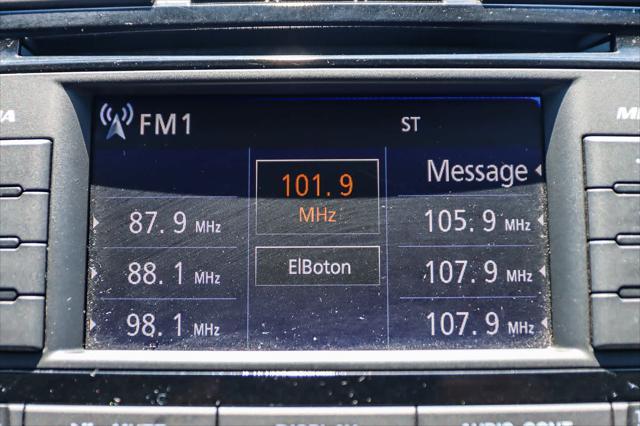 FM1 ST
101.9 Message
MHz
87.9 MHz 105.9 MHz
88.1 MHz ElBoton 107.9 MHz
98.1 MHz 107.9 MHz